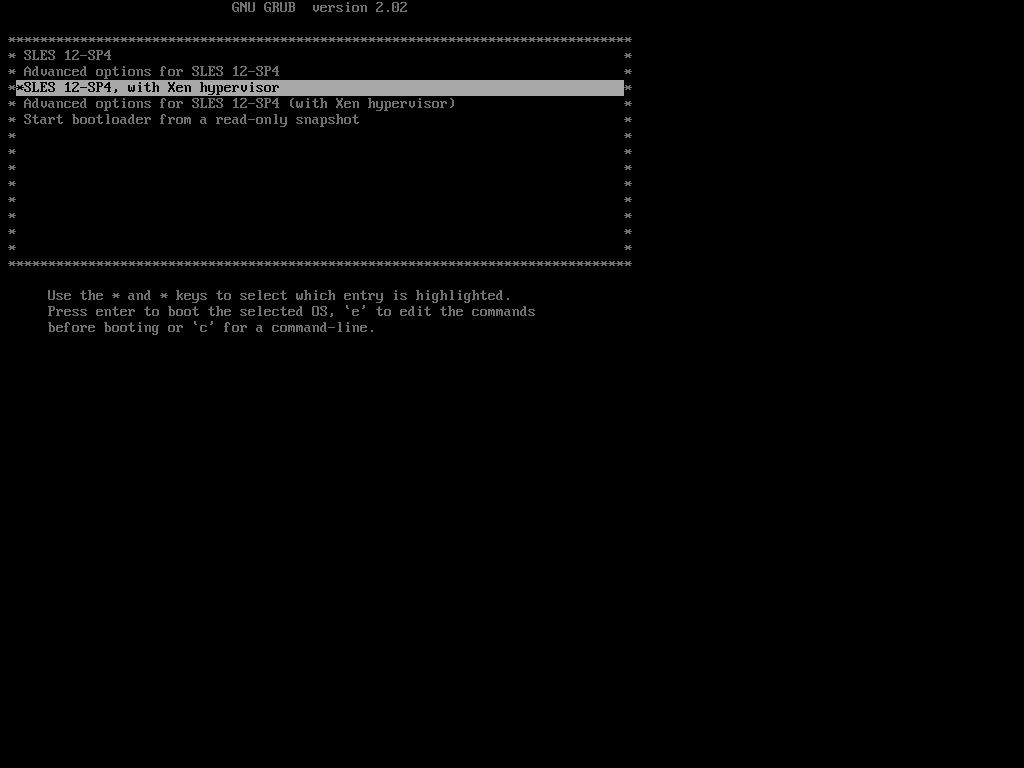 GNU GRUB  version 2.02
*******************************************************************************
* SLES 12-SP4 *
* Advanced options for SLES 12-SP4 *
**SLES 12-SP4, with Xen hypervisor *
* Advanced options for SLES 12-SP4 (with Xen hypervisor) *
* Start bootloader from a read-only snapshot *
* *
* *
* *
* *
* *
* *
* *
* *
*******************************************************************************
Use the * and * keys to select which entry is highlighted.
Press enter to boot the selected OS, `e' to edit the commands
before booting or `c' for a command-line.